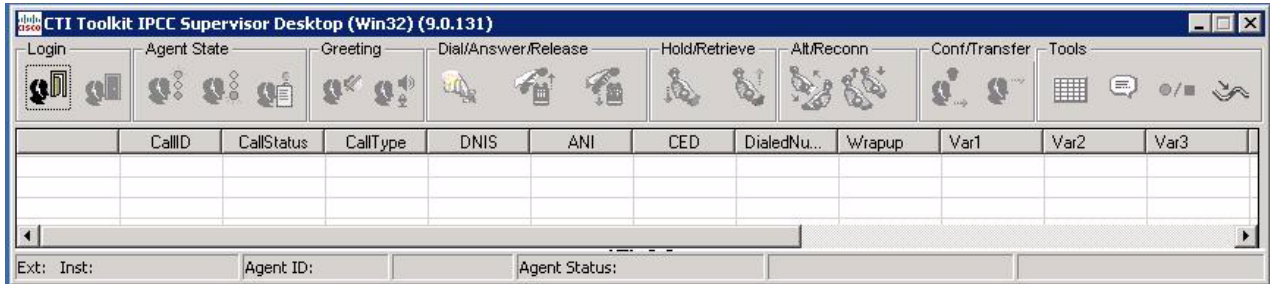 cisco CTI Toolkit IPCC Supervisor Desktop (Win32) (9.0.131)
Login Agent State Greeting Dial/Answer/Release Hold/Retrieve Alt/Reconn Conf/Transfer Tools
CallID CallStatus CallType DNIS ANI CED DialedNu... Wrapup Var1 Var2 Var3
Ext: Inst: Agent ID: Agent Status: